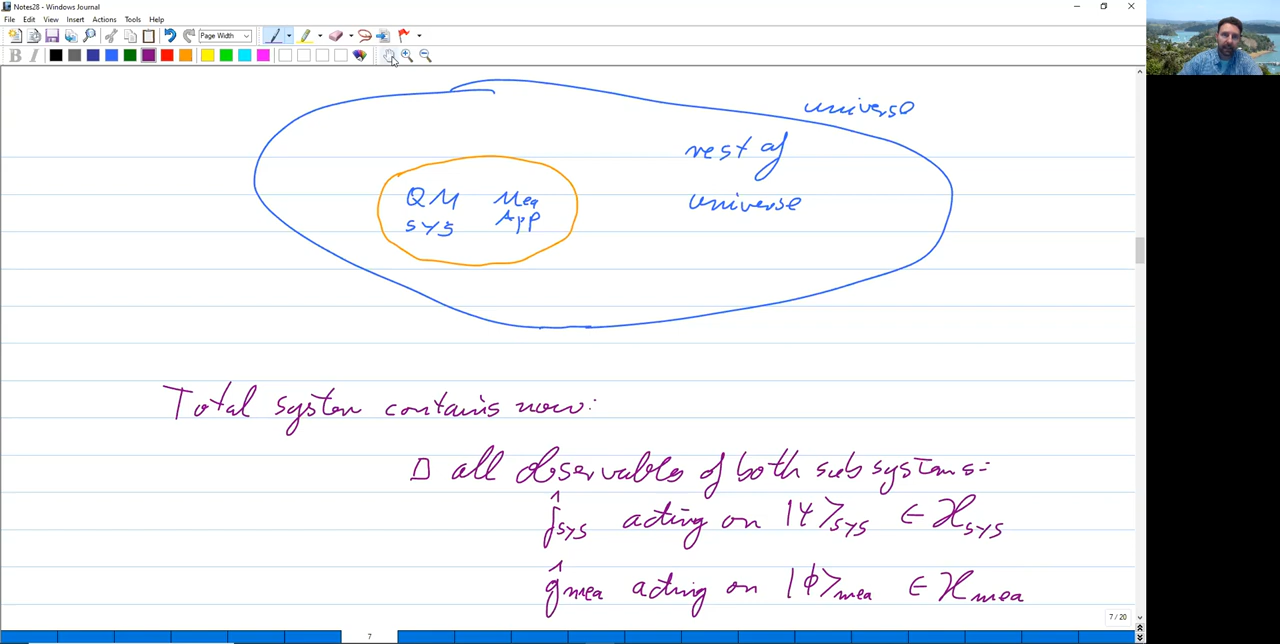 Notes28 - Windows Journal
File Edit View Insert Actions Tools Help
Page Width
B I
universe
rest of
universe
QM Mea
sys App
Total system contains now:
□ all observables of both subsystems:
f̂sys acting on |ψ>sys ∈ ℋsys
ĝmea acting on |ϕ>mea ∈ ℋmea
7 / 20
7